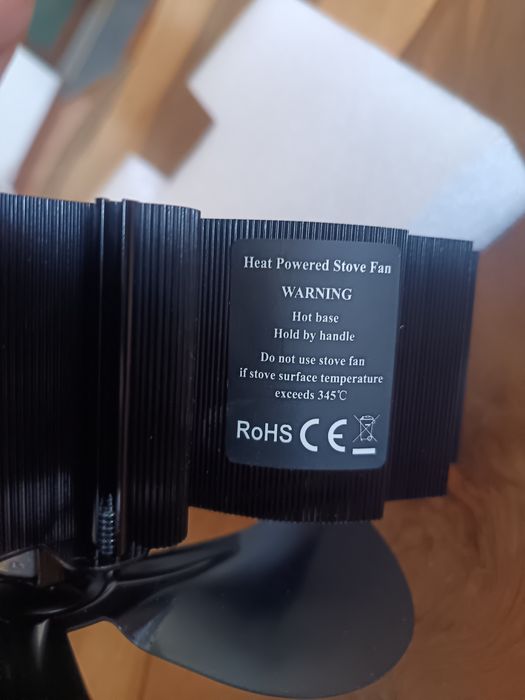 Heat Powered Stove Fan
WARNING
Hot base
Hold by handle
Do not use stove fan
if stove surface temperature
exceeds 345℃
RoHS CE